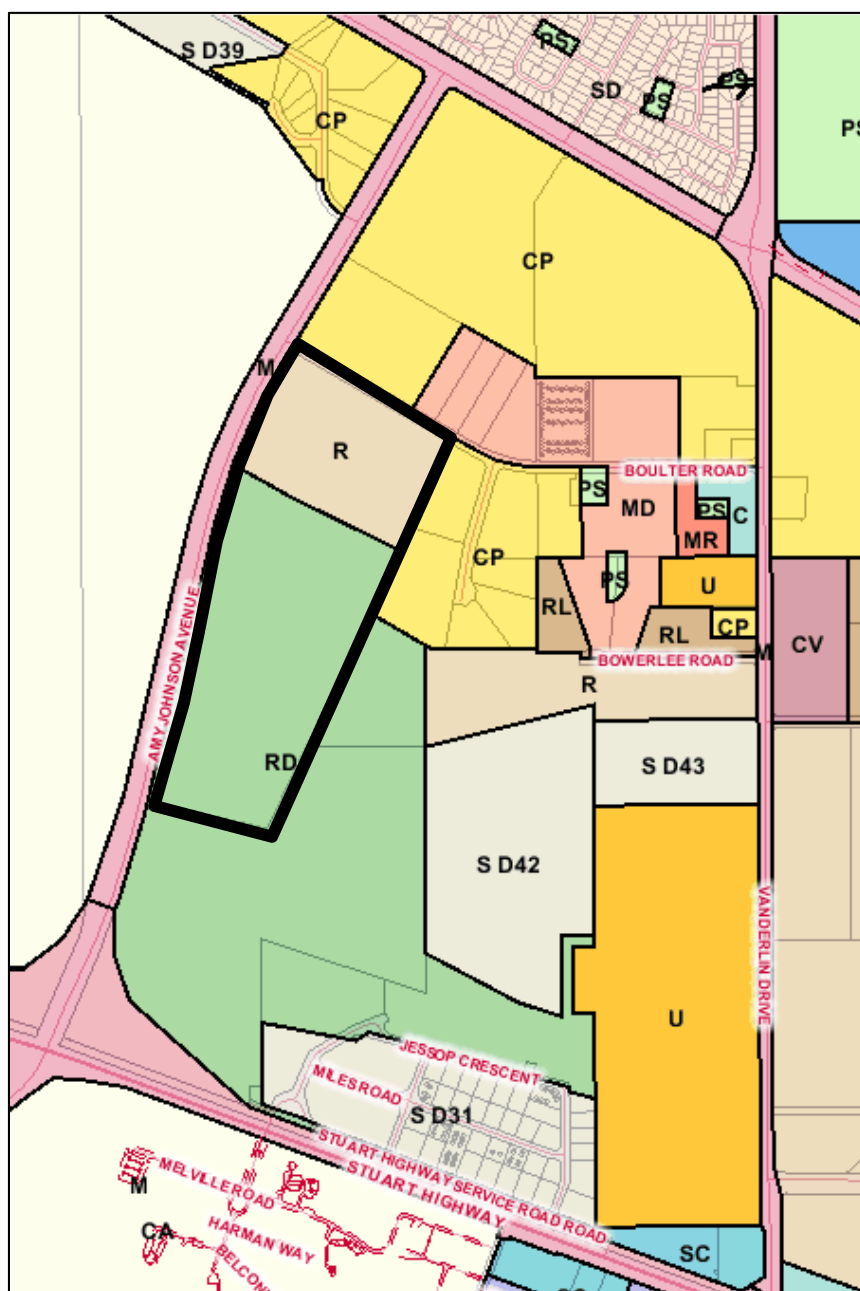 S D39
PS
SD
PS
PS
PS
CP
CP
M
R
BOULTER ROAD
PS
MD
PS
C
MR
CP
PS
U
RL
RL
CP
CV
M
BOWERLEE ROAD
R
AMY JOHNSON AVENUE
RD
S D43
S D42
VANDERLIN DRIVE
U
JESSOP CRESCENT
MILES ROAD
S D31
STUART HIGHWAY SERVICE ROAD ROAD
STUART HIGHWAY
MELVILLE ROAD
M
CA
HARMAN WAY
SC